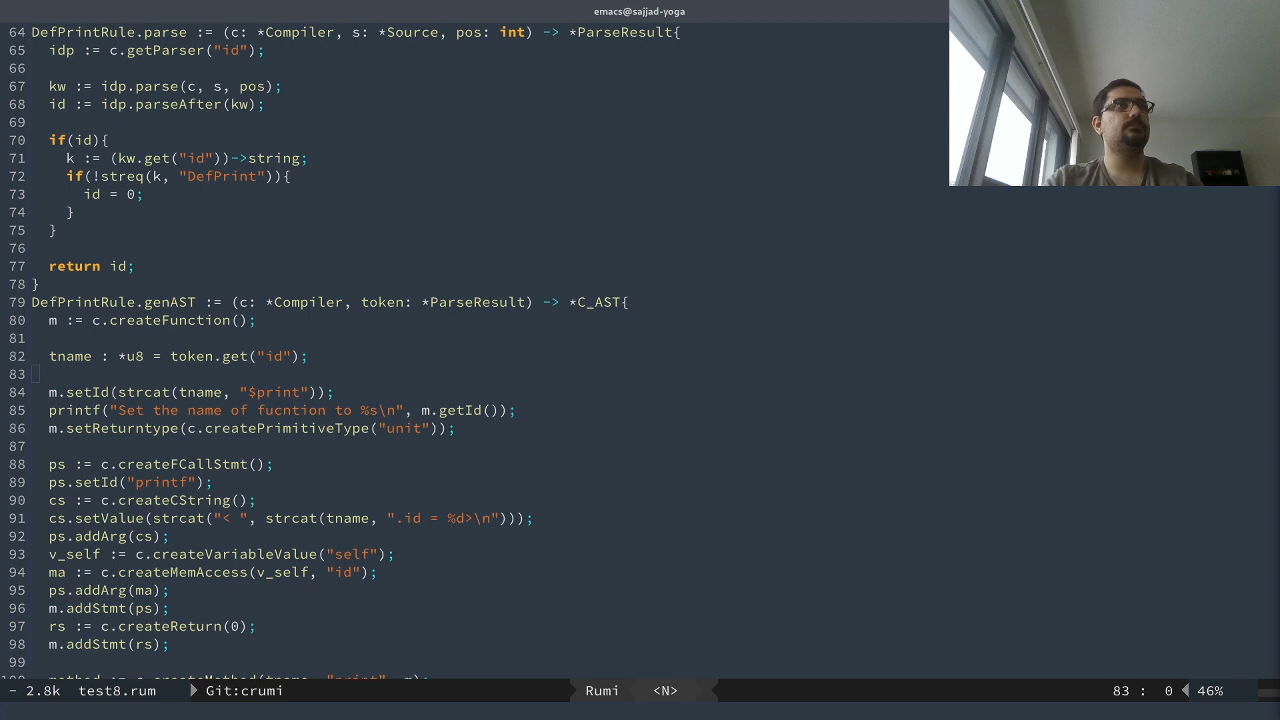 emacs@sajjad-yoga
64 DefPrintRule.parse := (c: *Compiler, s: *Source, pos: int) -> *ParseResult{
65   idp := c.getParser("id");
66
67   kw := idp.parse(c, s, pos);
68   id := idp.parseAfter(kw);
69
70   if(id){
71     k := (kw.get("id"))->string;
72     if(!streq(k, "DefPrint")){
73       id = 0;
74     }
75   }
76
77   return id;
78 }
79 DefPrintRule.genAST := (c: *Compiler, token: *ParseResult) -> *C_AST{
80   m := c.createFunction();
81
82   tname : *u8 = token.get("id");
83
84   m.setId(strcat(tname, "$print"));
85   printf("Set the name of fucntion to %s\n", m.getId());
86   m.setReturntype(c.createPrimitiveType("unit"));
87
88   ps := c.createFCallStmt();
89   ps.setId("printf");
90   cs := c.createCString();
91   cs.setValue(strcat("< ", strcat(tname, ".id = %d>\n")));
92   ps.addArg(cs);
93   v_self := c.createVariableValue("self");
94   ma := c.createMemAccess(v_self, "id");
95   ps.addArg(ma);
96   m.addStmt(ps);
97   rs := c.createReturn(0);
98   m.addStmt(rs);
99
100   method := c.createMethod(tname, "print", m);
- 2.8k test8.rum Git:crumi Rumi <N> 83 : 0 46%